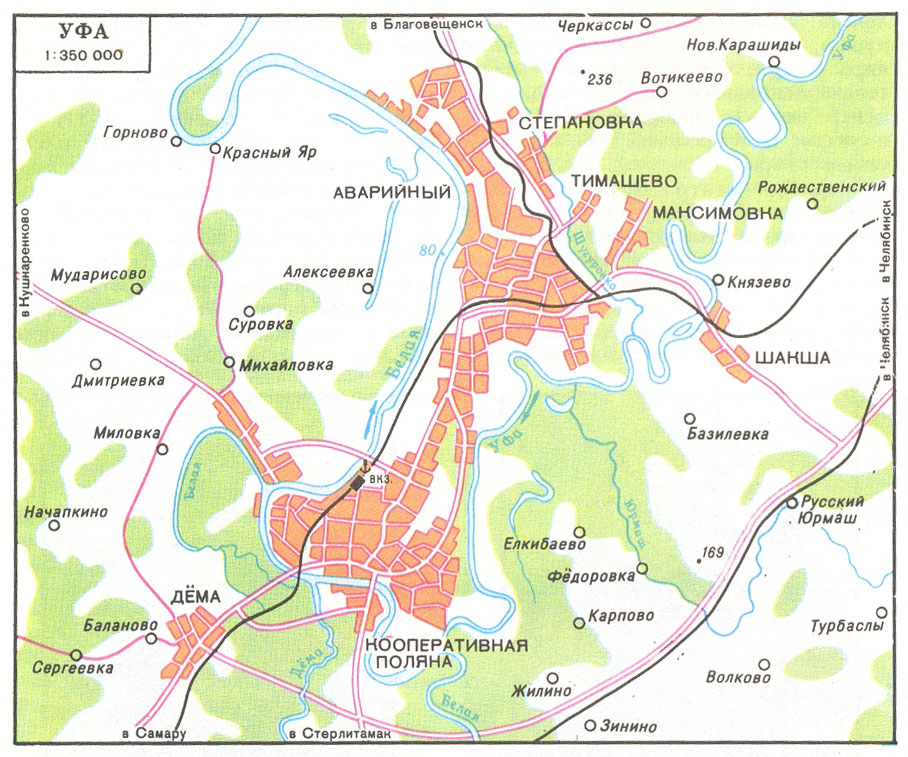 УФА
1:350 000
в Благовещенск
Черкассы
Нов.Карашиды
Уфа
236
Вотикеево
Горново
Красный Яр
СТЕПАНОВКА
АВАРИЙНЫЙ
ТИМАШЕВО
МАКСИМОВКА
Рождественский
в Кушнаренково
Шугуровка
в Челябинск
80
Мударисово
Алексеевка
Князево
Суровка
Белая
в Челябинск
Михайловка
ШАКША
Дмитриевка
Миловка
Уфа
Базилевка
Белая
ВКЗ.
Начапкино
Юрмаш
Русский
Юрмаш
Елкибаево
169
Фёдоровка
ДЁМА
Карпово
Турбаслы
Баланово
КООПЕРАТИВНАЯ
ПОЛЯНА
Сергеевка
Дёма
Волково
Жилино
Белая
Зинино
в Самару
в Стерлитамак